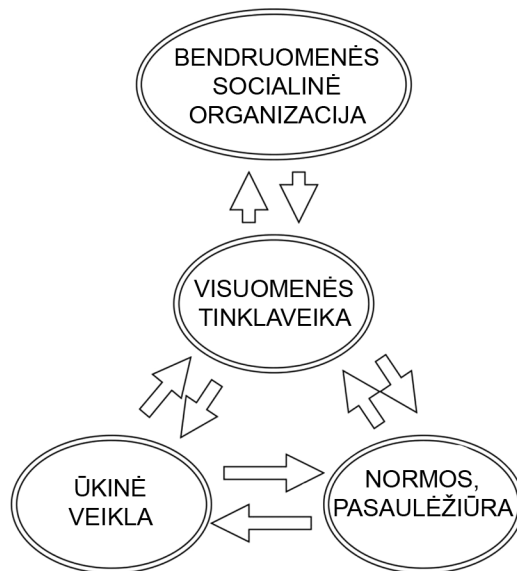 BENDRUOMENĖS
SOCIALINĖ
ORGANIZACIJA
VISUOMENĖS
TINKLAVEIKA
ŪKINĖ
VEIKLA
NORMOS,
PASAULĖŽIŪRA